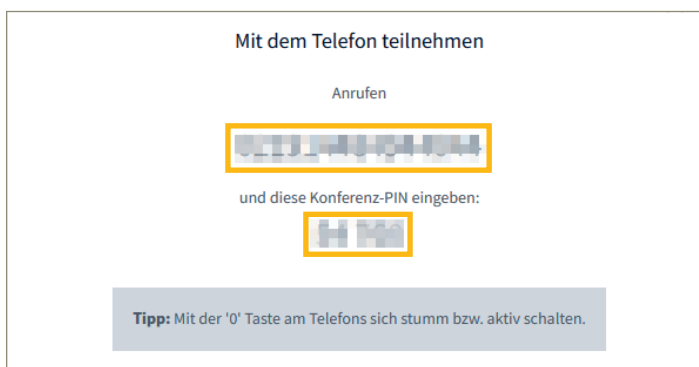 Mit dem Telefon teilnehmen
Anrufen
und diese Konferenz-PIN eingeben:
Tipp: Mit der '0' Taste am Telefons sich stumm bzw. aktiv schalten.